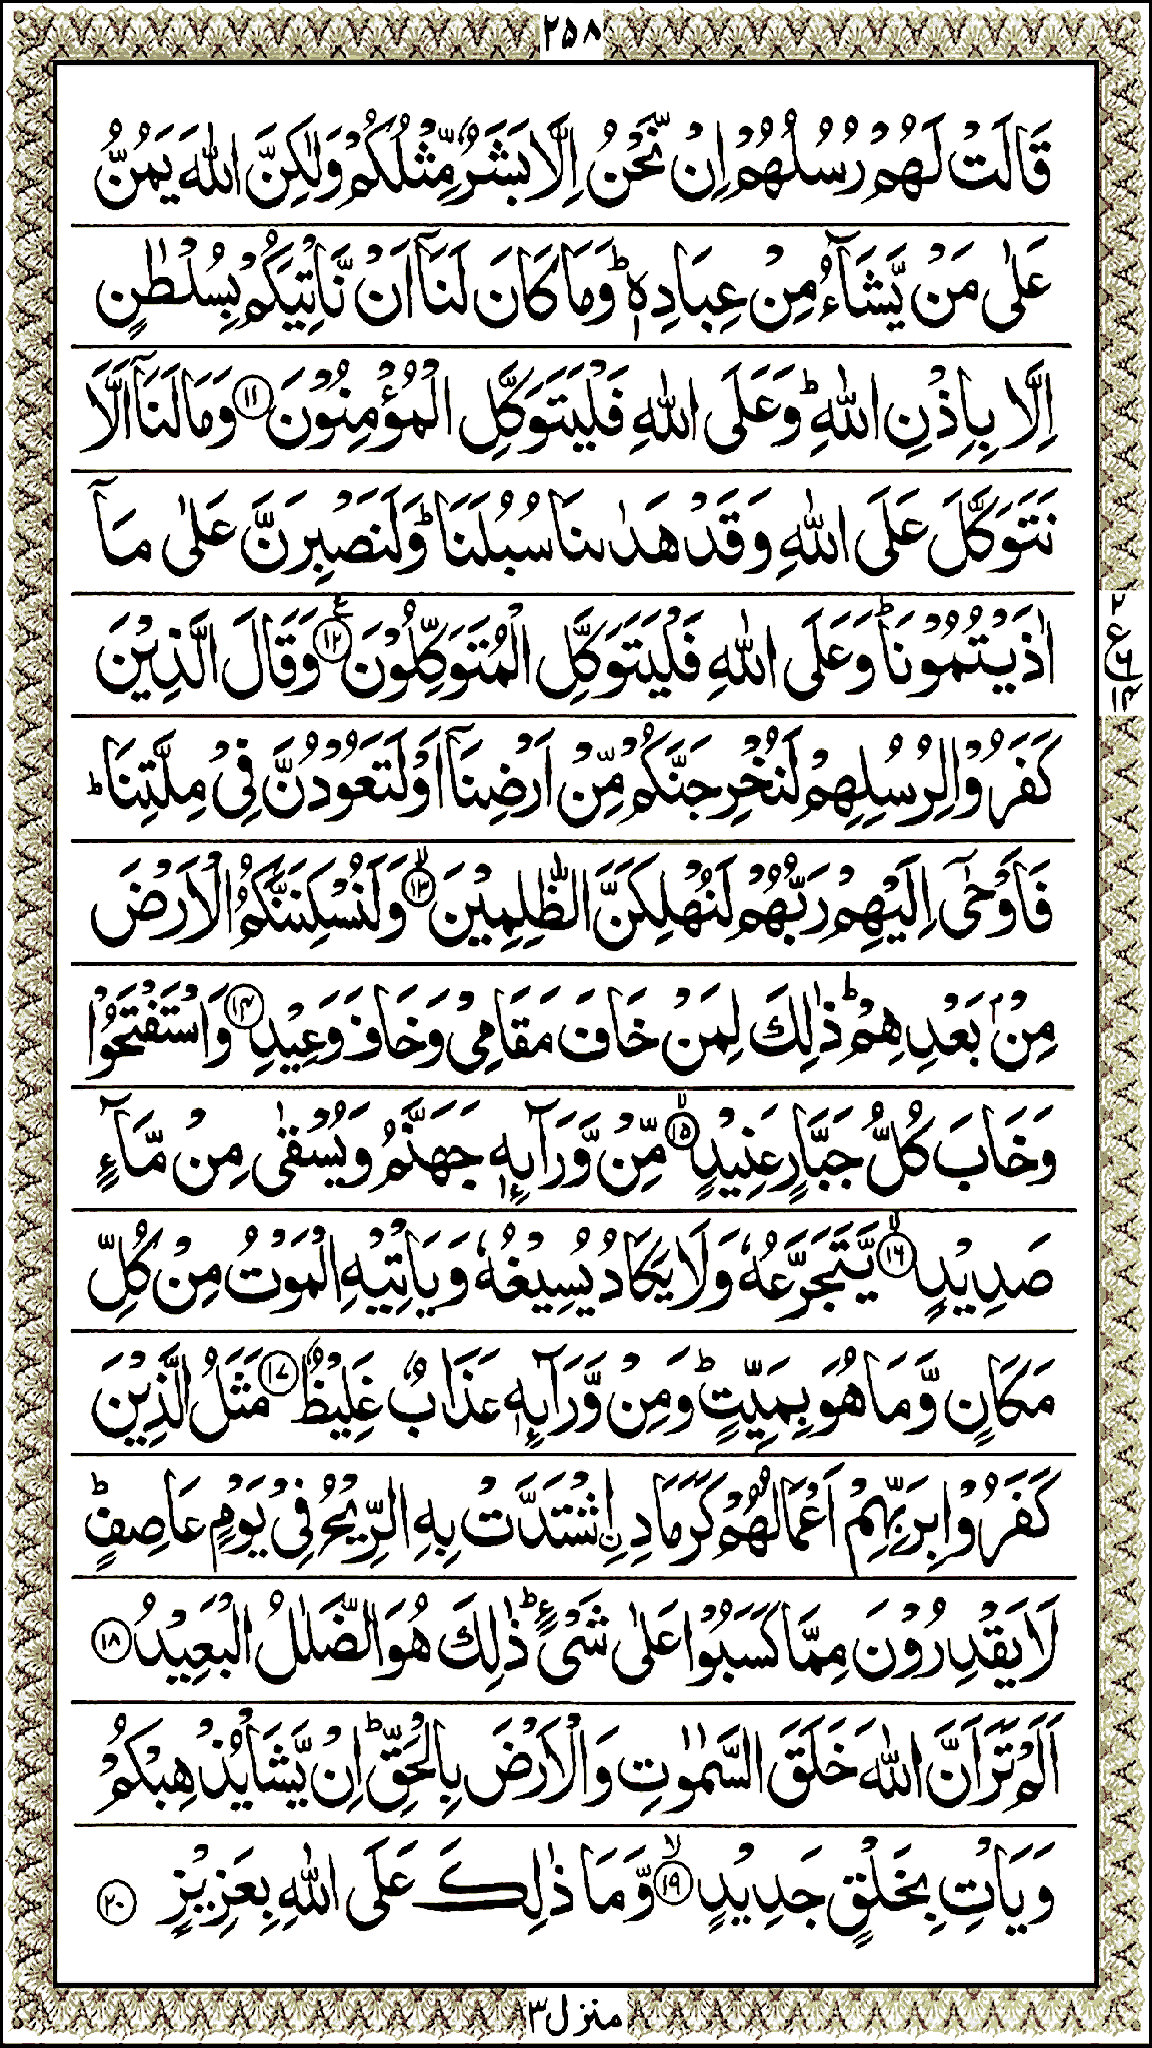 ٢٥٨
قَالَتْ لَهُمْ رُسُلُهُمْ اِنْ نَّحْنُ اِلَّا بَشَرٌ مِّثْلُكُمْ وَلٰكِنَّ اللّٰهَ يَمُنُّ
عَلٰى مَنْ يَّشَآءُ مِنْ عِبَادِهٖ ؕ وَمَا كَانَ لَنَاۤ اَنْ نَّاْتِيَكُمْ بِسُلْطٰنٍ
اِلَّا بِاِذْنِ اللّٰهِ ؕ وَعَلَى اللّٰهِ فَلْيَتَوَكَّلِ الْمُؤْمِنُوْنَ ﴿١١﴾ وَمَا لَنَاۤ اَلَّا
نَتَوَكَّلَ عَلَى اللّٰهِ وَقَدْ هَدٰىنَا سُبُلَنَا ؕ وَلَنَصْبِرَنَّ عَلٰى مَاۤ
اٰذَيْتُمُوْنَا ؕ وَعَلَى اللّٰهِ فَلْيَتَوَكَّلِ الْمُتَوَكِّلُوْنَ ﴿١٢﴾ ع وَقَالَ الَّذِيْنَ
٢
ع
٦
١٤
كَفَرُوْا لِرُسُلِهِمْ لَنُخْرِجَنَّكُمْ مِّنْ اَرْضِنَاۤ اَوْ لَتَعُوْدُنَّ فِيْ مِلَّتِنَا ؕ
فَاَوْحٰۤى اِلَيْهِمْ رَبُّهُمْ لَنُهْلِكَنَّ الظّٰلِمِيْنَ ۙ﴿١٣﴾ وَلَنُسْكِنَنَّكُمُ الْاَرْضَ
مِنْۢ بَعْدِهِمْ ؕ ذٰلِكَ لِمَنْ خَافَ مَقَامِيْ وَخَافَ وَعِيْدِ ﴿١٤﴾ وَاسْتَفْتَحُوْا
وَخَابَ كُلُّ جَبَّارٍ عَنِيْدٍ ۙ﴿١٥﴾ مِّنْ وَّرَآئِهٖ جَهَنَّمُ وَيُسْقٰى مِنْ مَّآءٍ
صَدِيْدٍ ۙ﴿١٦﴾ يَّتَجَرَّعُهٗ وَلَا يَكَادُ يُسِيْغُهٗ وَيَاْتِيْهِ الْمَوْتُ مِنْ كُلِّ
مَكَانٍ وَّمَا هُوَ بِمَيِّتٍ ؕ وَمِنْ وَّرَآئِهٖ عَذَابٌ غَلِيْظٌ ﴿١٧﴾ مَثَلُ الَّذِيْنَ
كَفَرُوْا بِرَبِّهِمْ اَعْمَالُهُمْ كَرَمَادِ ۟اِشْتَدَّتْ بِهِ الرِّيْحُ فِيْ يَوْمٍ عَاصِفٍ ؕ
لَا يَقْدِرُوْنَ مِمَّا كَسَبُوْا عَلٰى شَيْءٍ ؕ ذٰلِكَ هُوَ الضَّلٰلُ الْبَعِيْدُ ﴿١٨﴾
اَلَمْ تَرَ اَنَّ اللّٰهَ خَلَقَ السَّمٰوٰتِ وَالْاَرْضَ بِالْحَقِّ ؕ اِنْ يَّشَاْ يُذْهِبْكُمْ
وَيَاْتِ بِخَلْقٍ جَدِيْدٍ ۙ﴿١٩﴾ وَّمَا ذٰلِكَ عَلَى اللّٰهِ بِعَزِيْزٍ ﴿٢٠﴾
منزل ٣